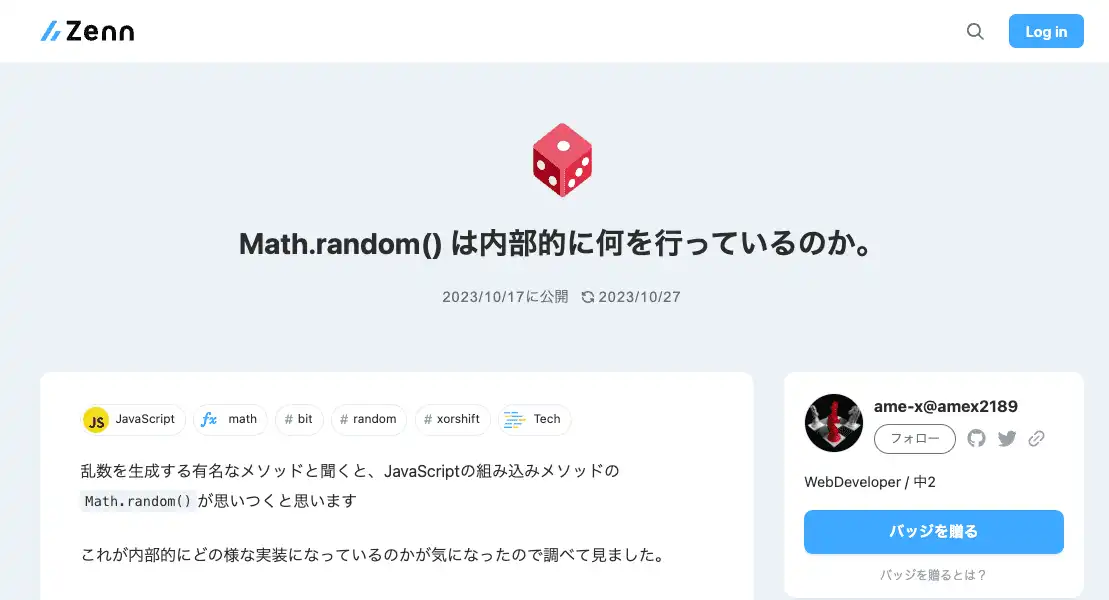 Zenn
Log in
Math.random() は内部的に何を行っているのか。
2023/10/17に公開 2023/10/27
JS JavaScript fx math # bit # random # xorshift Tech
乱数を生成する有名なメソッドと聞くと、JavaScriptの組み込みメソッドの
Math.random() が思いつくと思います
これが内部的にどの様な実装になっているのかが気になったので調べて見ました。
ame-x@amex2189
フォロー
WebDeveloper / 中2
バッジを贈る
バッジを贈るとは？